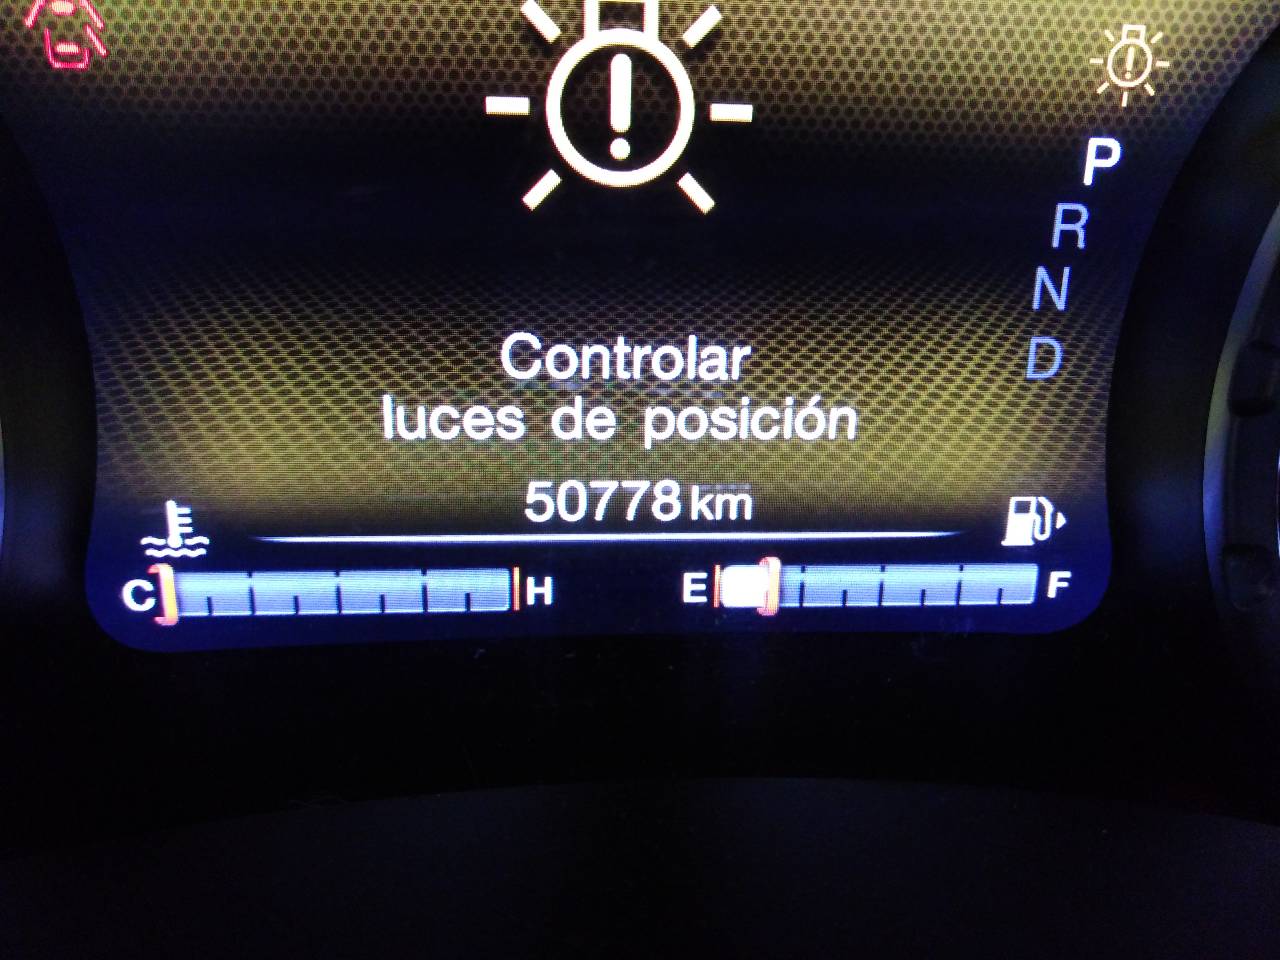 P
R
N
D
Controlar
luces de posición
50778 km
C H E F